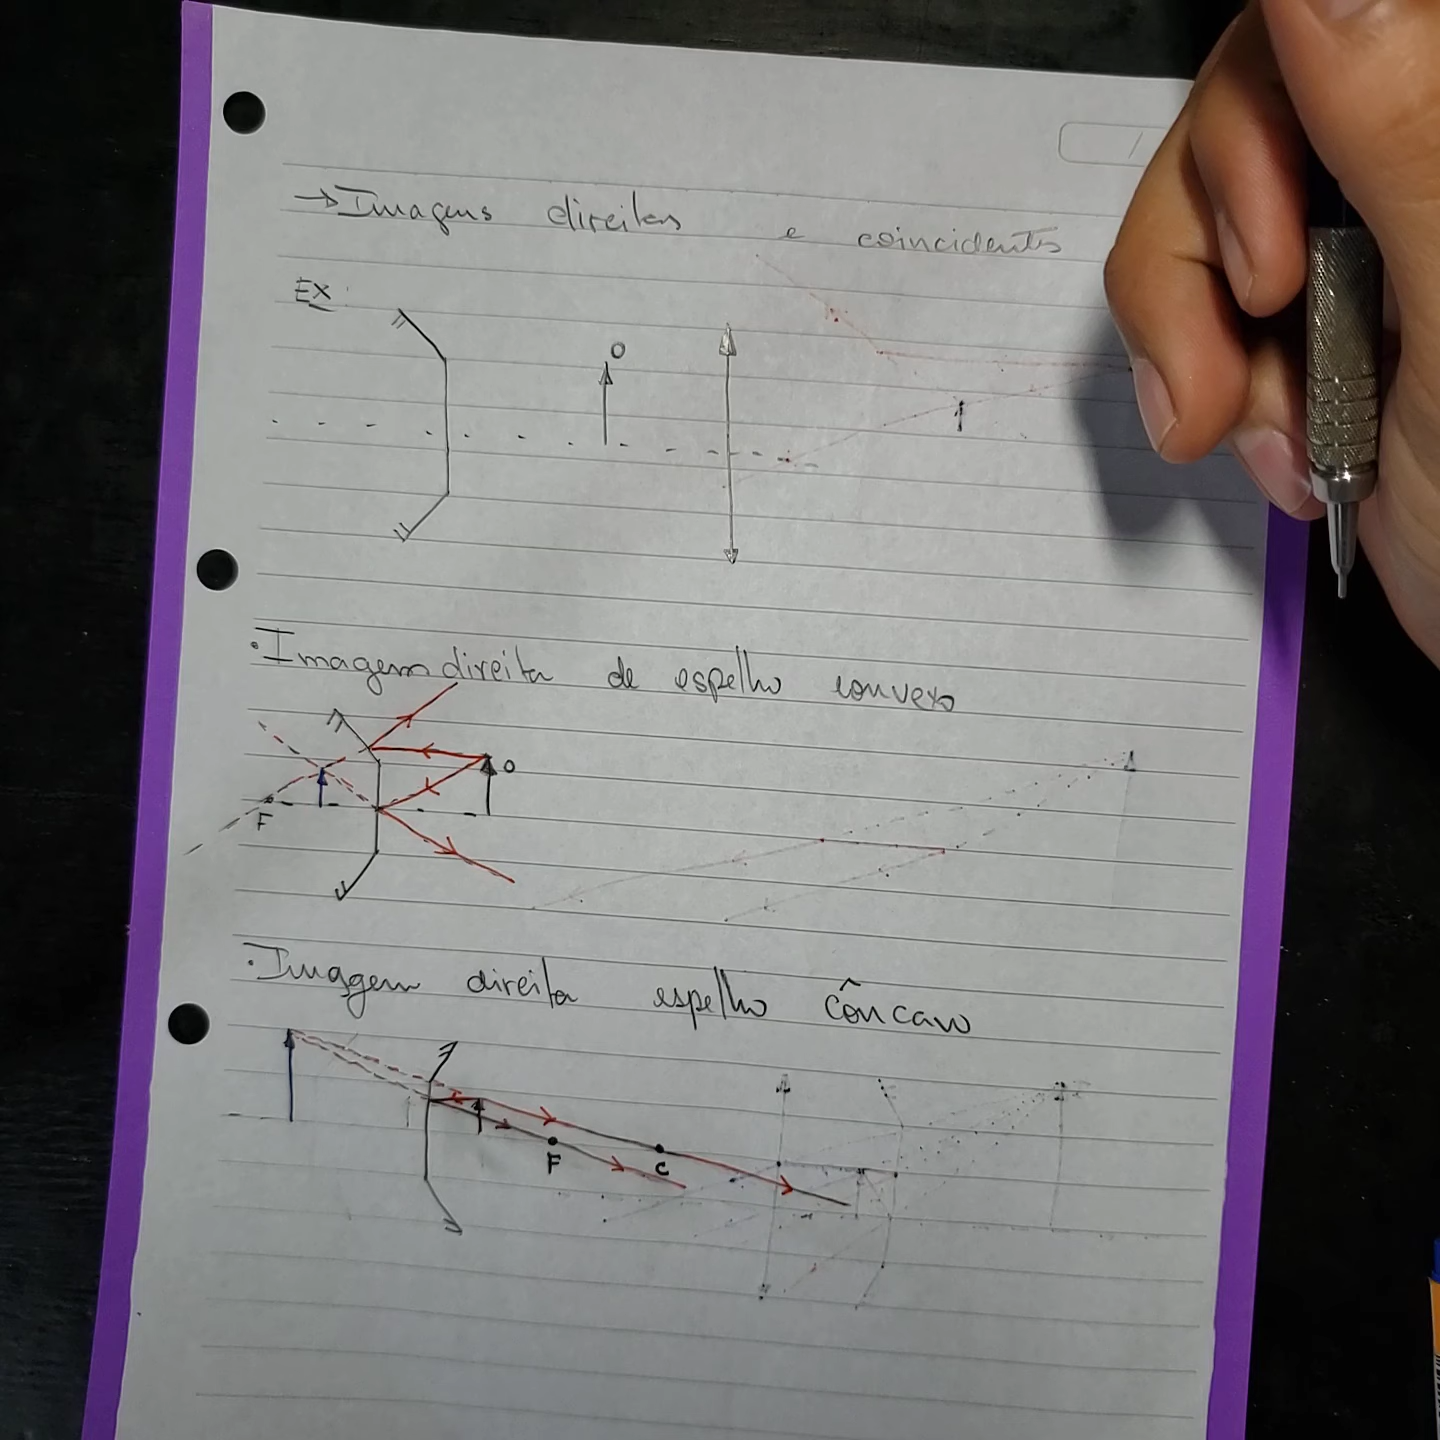 → Imagens direitas e coincidentes
EX
O
• Imagem direita de espelho convexo
O
F
• Imagem direita espelho côncavo
F
C